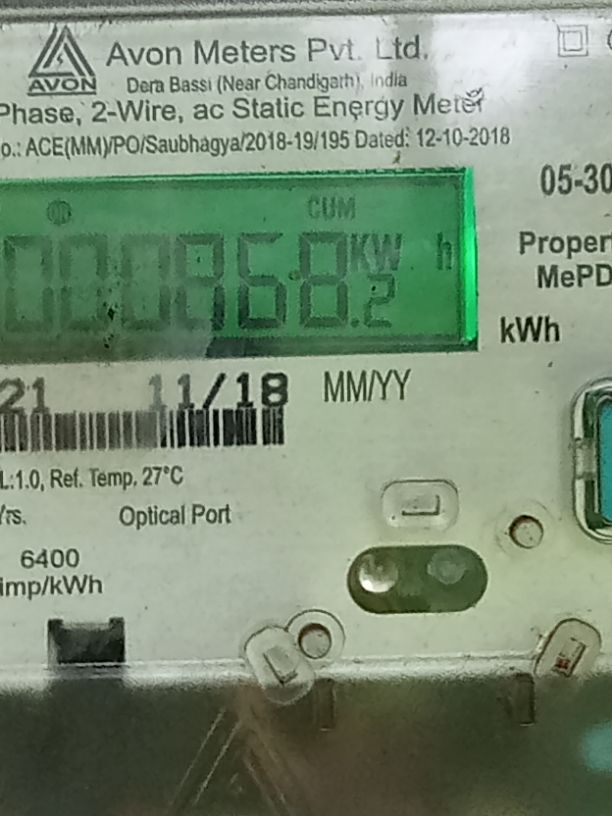 Avon Meters Pvt. Ltd.
AVON
Dera Bassi (Near Chandigarh), India
Phase, 2-Wire, ac Static Energy Meter
o.: ACE(MM)/PO/Saubhagya/2018-19/195 Dated: 12-10-2018
05-30
CUM
000868.2 KW h
Proper
MePD
kWh
21 11/18 MM/YY
L:1.0, Ref. Temp. 27°C
Yrs. Optical Port
6400
imp/kWh